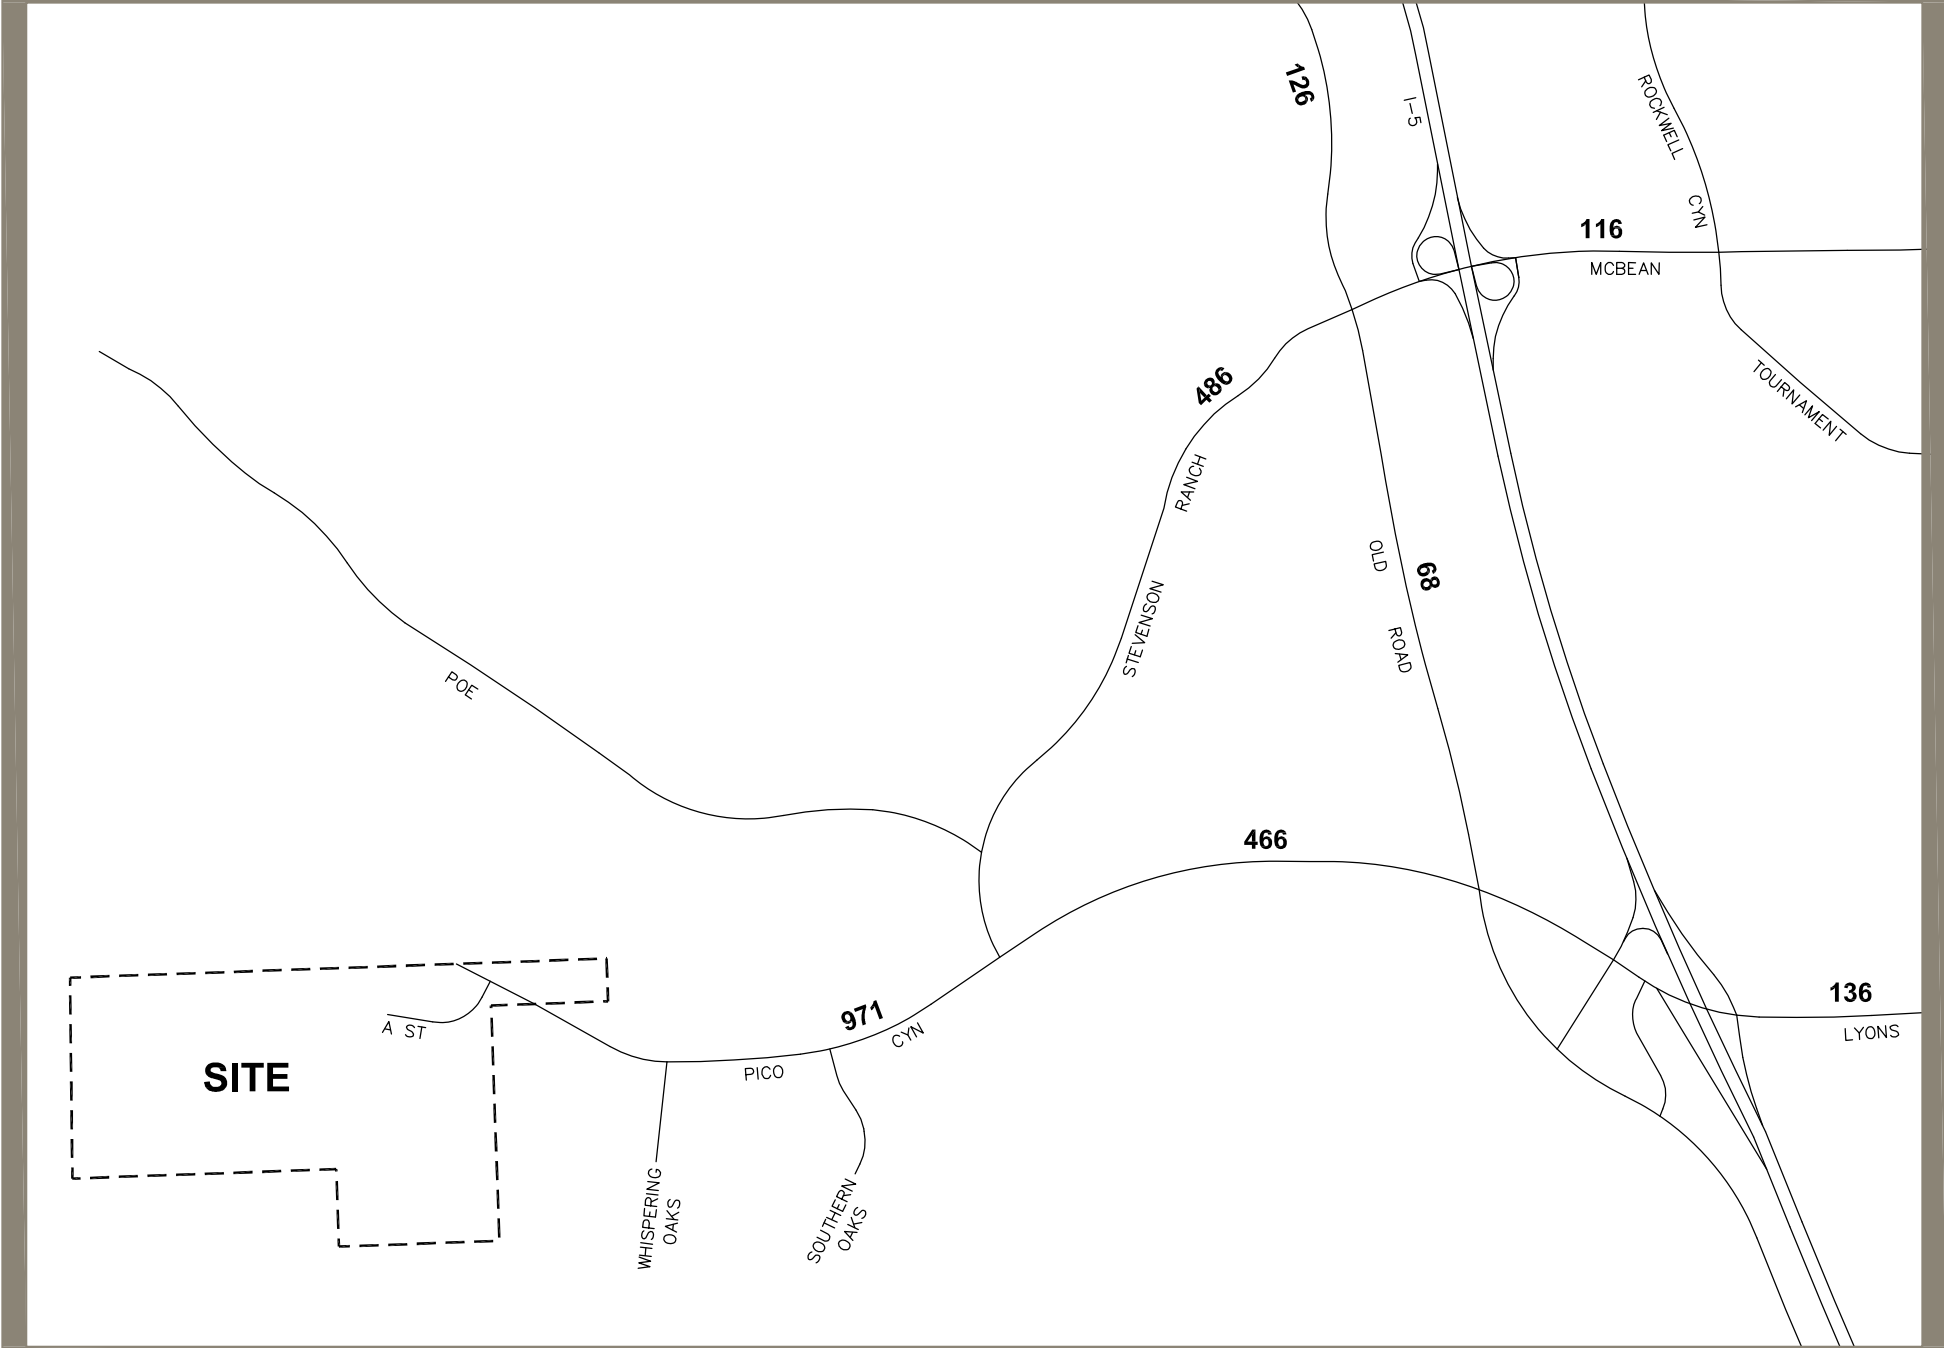 126
I-5
ROCKWELL
CYN
116
MCBEAN
486
TOURNAMENT
RANCH
OLD
68
STEVENSON
ROAD
POE
466
136
LYONS
971
CYN
A ST
PICO
SITE
WHISPERING
OAKS
SOUTHERN
OAKS